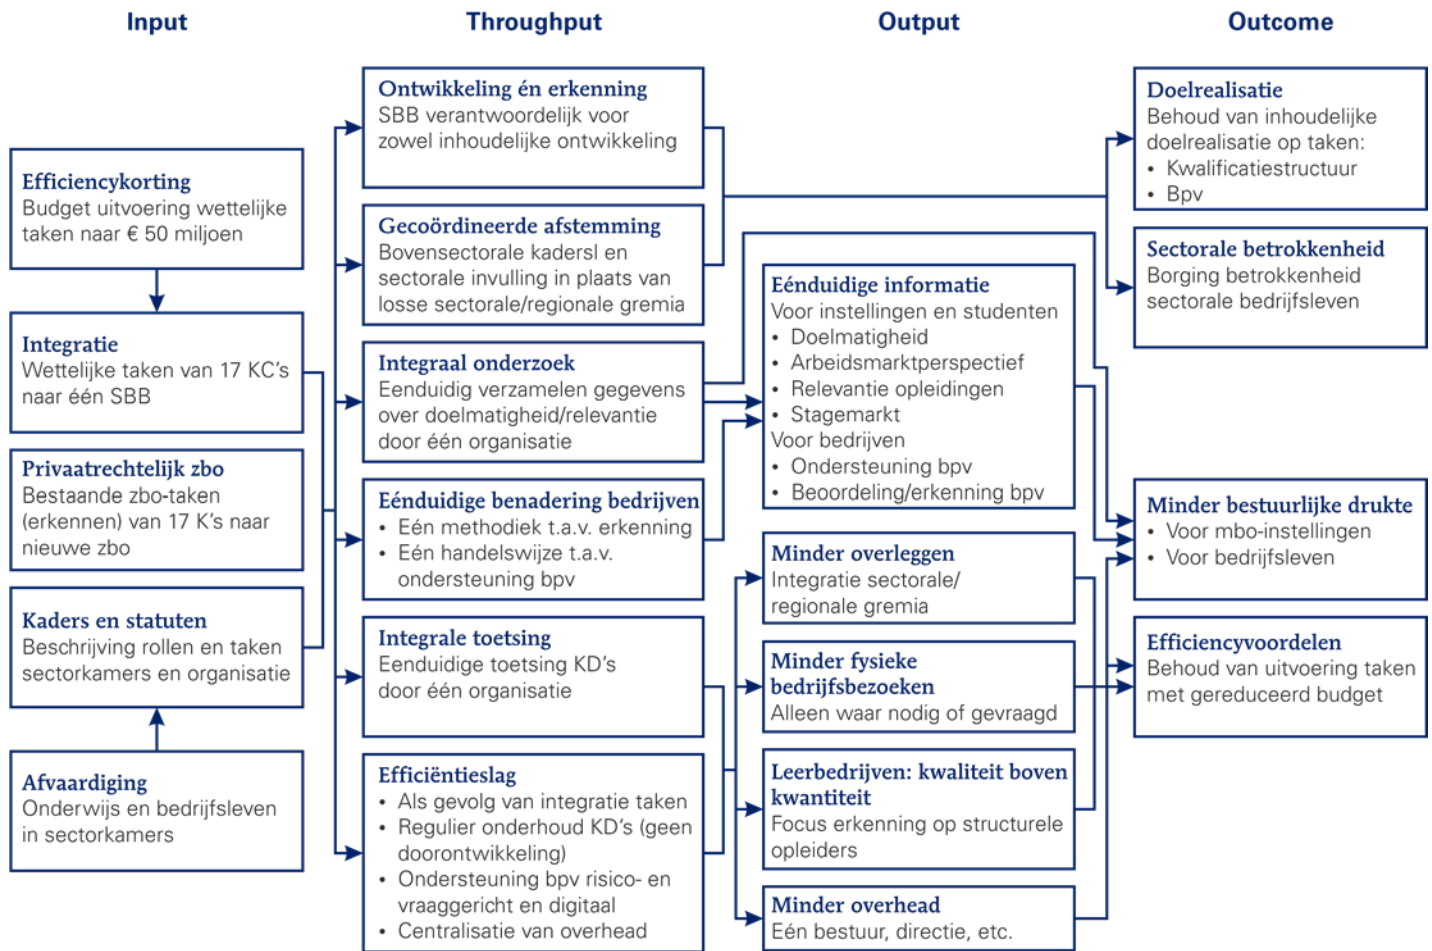 Input
Throughput
Output
Outcome
Efficiencykorting
Budget uitvoering wettelijke
taken naar € 50 miljoen
Integratie
Wettelijke taken van 17 KC's
naar één SBB
Privaatrechtelijk zbo
Bestaande zbo-taken
(erkennen) van 17 K's naar
nieuwe zbo
Kaders en statuten
Beschrijving rollen en taken
sectorkamers en organisatie
Afvaardiging
Onderwijs en bedrijfsleven
in sectorkamers
Ontwikkeling én erkenning
SBB verantwoordelijk voor
zowel inhoudelijke ontwikkeling
Gecoördineerde afstemming
Bovensectorale kadersl en
sectorale invulling in plaats van
losse sectorale/regionale gremia
Integraal onderzoek
Eenduidig verzamelen gegevens
over doelmatigheid/relevantie
door één organisatie
Eénduidige benadering bedrijven
• Eén methodiek t.a.v. erkenning
• Eén handelswijze t.a.v.
ondersteuning bpv
Integrale toetsing
Eenduidige toetsing KD's
door één organisatie
Efficiëntieslag
• Als gevolg van integratie taken
• Regulier onderhoud KD's (geen
doorontwikkeling)
• Ondersteuning bpv risico- en
vraaggericht en digitaal
• Centralisatie van overhead
Eénduidige informatie
Voor instellingen en studenten
• Doelmatigheid
• Arbeidsmarktperspectief
• Relevantie opleidingen
• Stagemarkt
Voor bedrijven
• Ondersteuning bpv
• Beoordeling/erkenning bpv
Minder overleggen
Integratie sectorale/
regionale gremia
Minder fysieke
bedrijfsbezoeken
Alleen waar nodig of gevraagd
Leerbedrijven: kwaliteit boven
kwantiteit
Focus erkenning op structurele
opleiders
Minder overhead
Eén bestuur, directie, etc.
Doelrealisatie
Behoud van inhoudelijke
doelrealisatie op taken:
• Kwalificatiestructuur
• Bpv
Sectorale betrokkenheid
Borging betrokkenheid
sectorale bedrijfsleven
Minder bestuurlijke drukte
• Voor mbo-instellingen
• Voor bedrijfsleven
Efficiencyvoordelen
Behoud van uitvoering taken
met gereduceerd budget